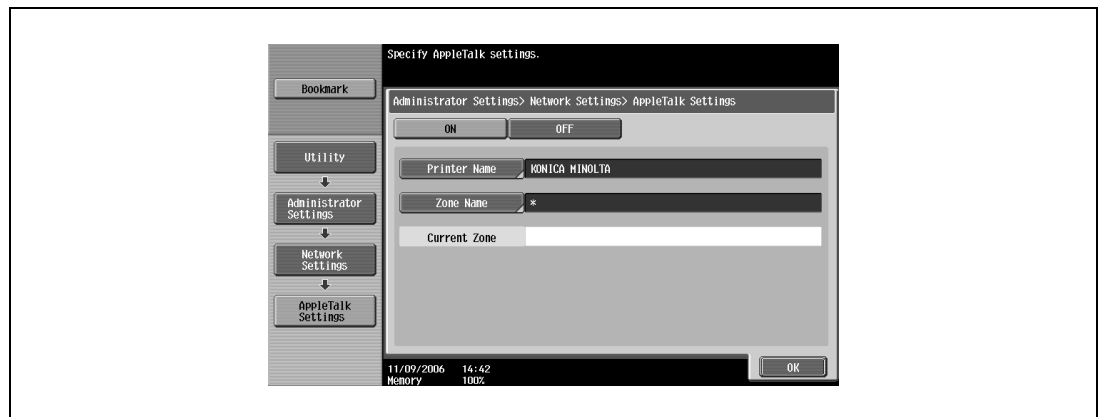 Specify AppleTalk settings.
Bookmark
Administrator Settings> Network Settings> AppleTalk Settings
ON
OFF
Utility
Printer Name
KONICA MINOLTA
Administrator
Settings
Zone Name
*
Network
Settings
Current Zone
AppleTalk
Settings
11/09/2006 14:42
Memory 100%
OK